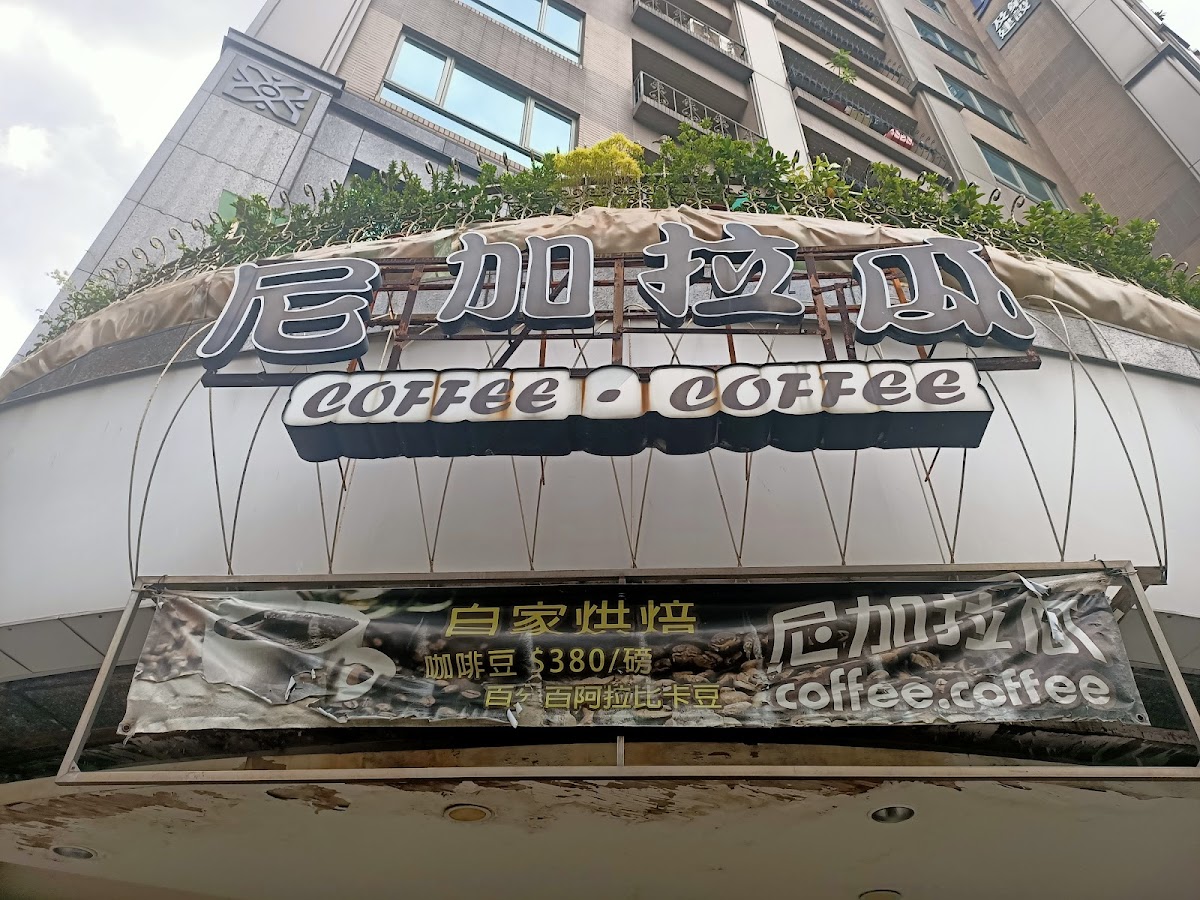 尼加拉瓜
COFFEE · COFFEE
自家烘焙
咖啡豆 $380/磅
百分百阿拉比卡豆
尼加拉瓜
coffee.coffee